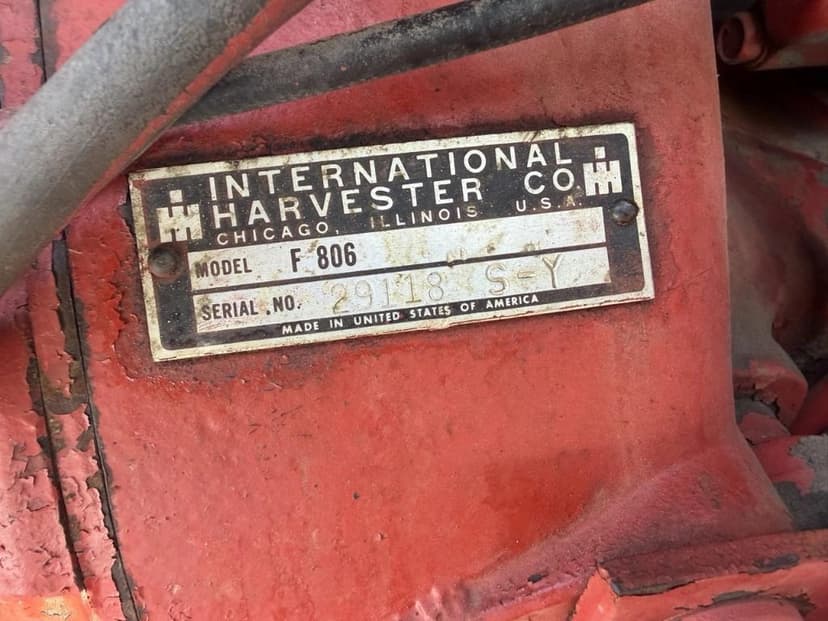 INTERNATIONAL
HARVESTER CO.
CHICAGO, ILLINOIS U.S.A.
MODEL F 806
SERIAL NO. 29118 S-Y
MADE IN UNITED STATES OF AMERICA